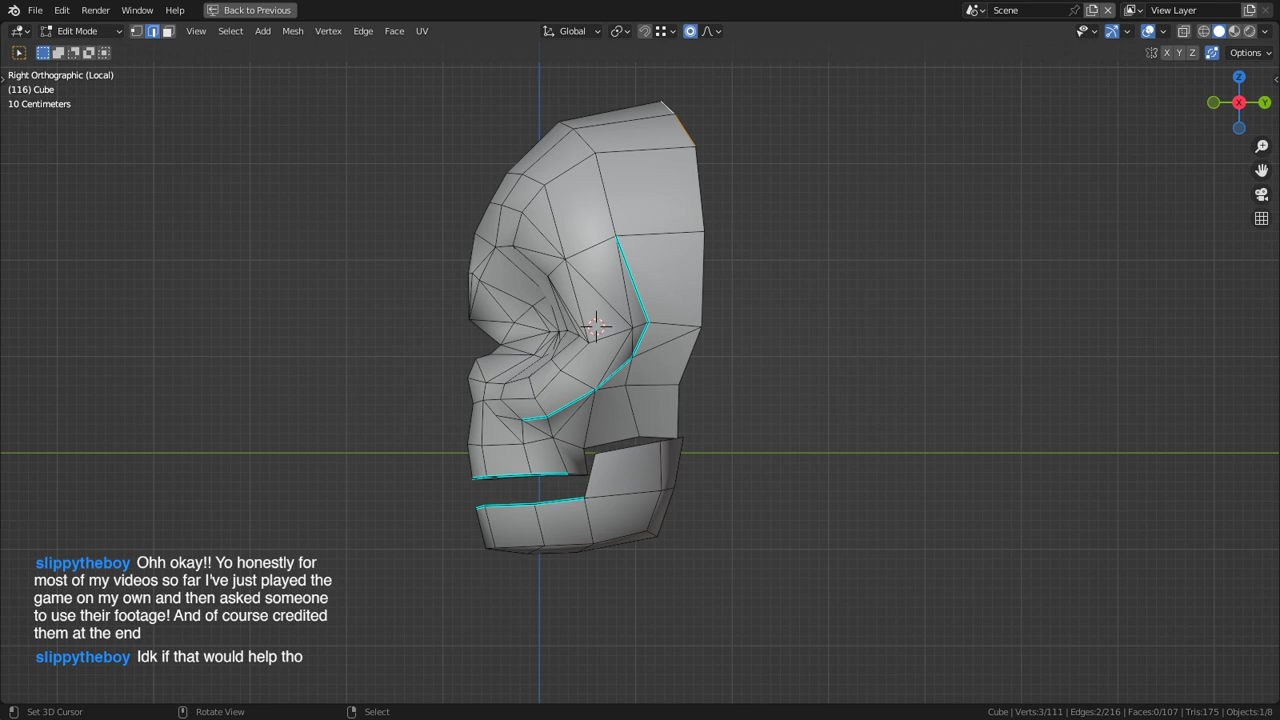 File Edit Render Window Help Back to Previous Scene View Layer
Edit Mode View Select Add Mesh Vertex Edge Face UV Global
X Y Z Options
Right Orthographic (Local)
(116) Cube
10 Centimeters
Z
X
Y
slippytheboy Ohh okay!! Yo honestly for
most of my videos so far I've just played the
game on my own and then asked someone
to use their footage! And of course credited
them at the end
slippytheboy Idk if that would help tho
Set 3D Cursor Rotate View Select Cube | Verts:3/111 | Edges:2/216 | Faces:0/107 | Tris:175 | Objects:1/8